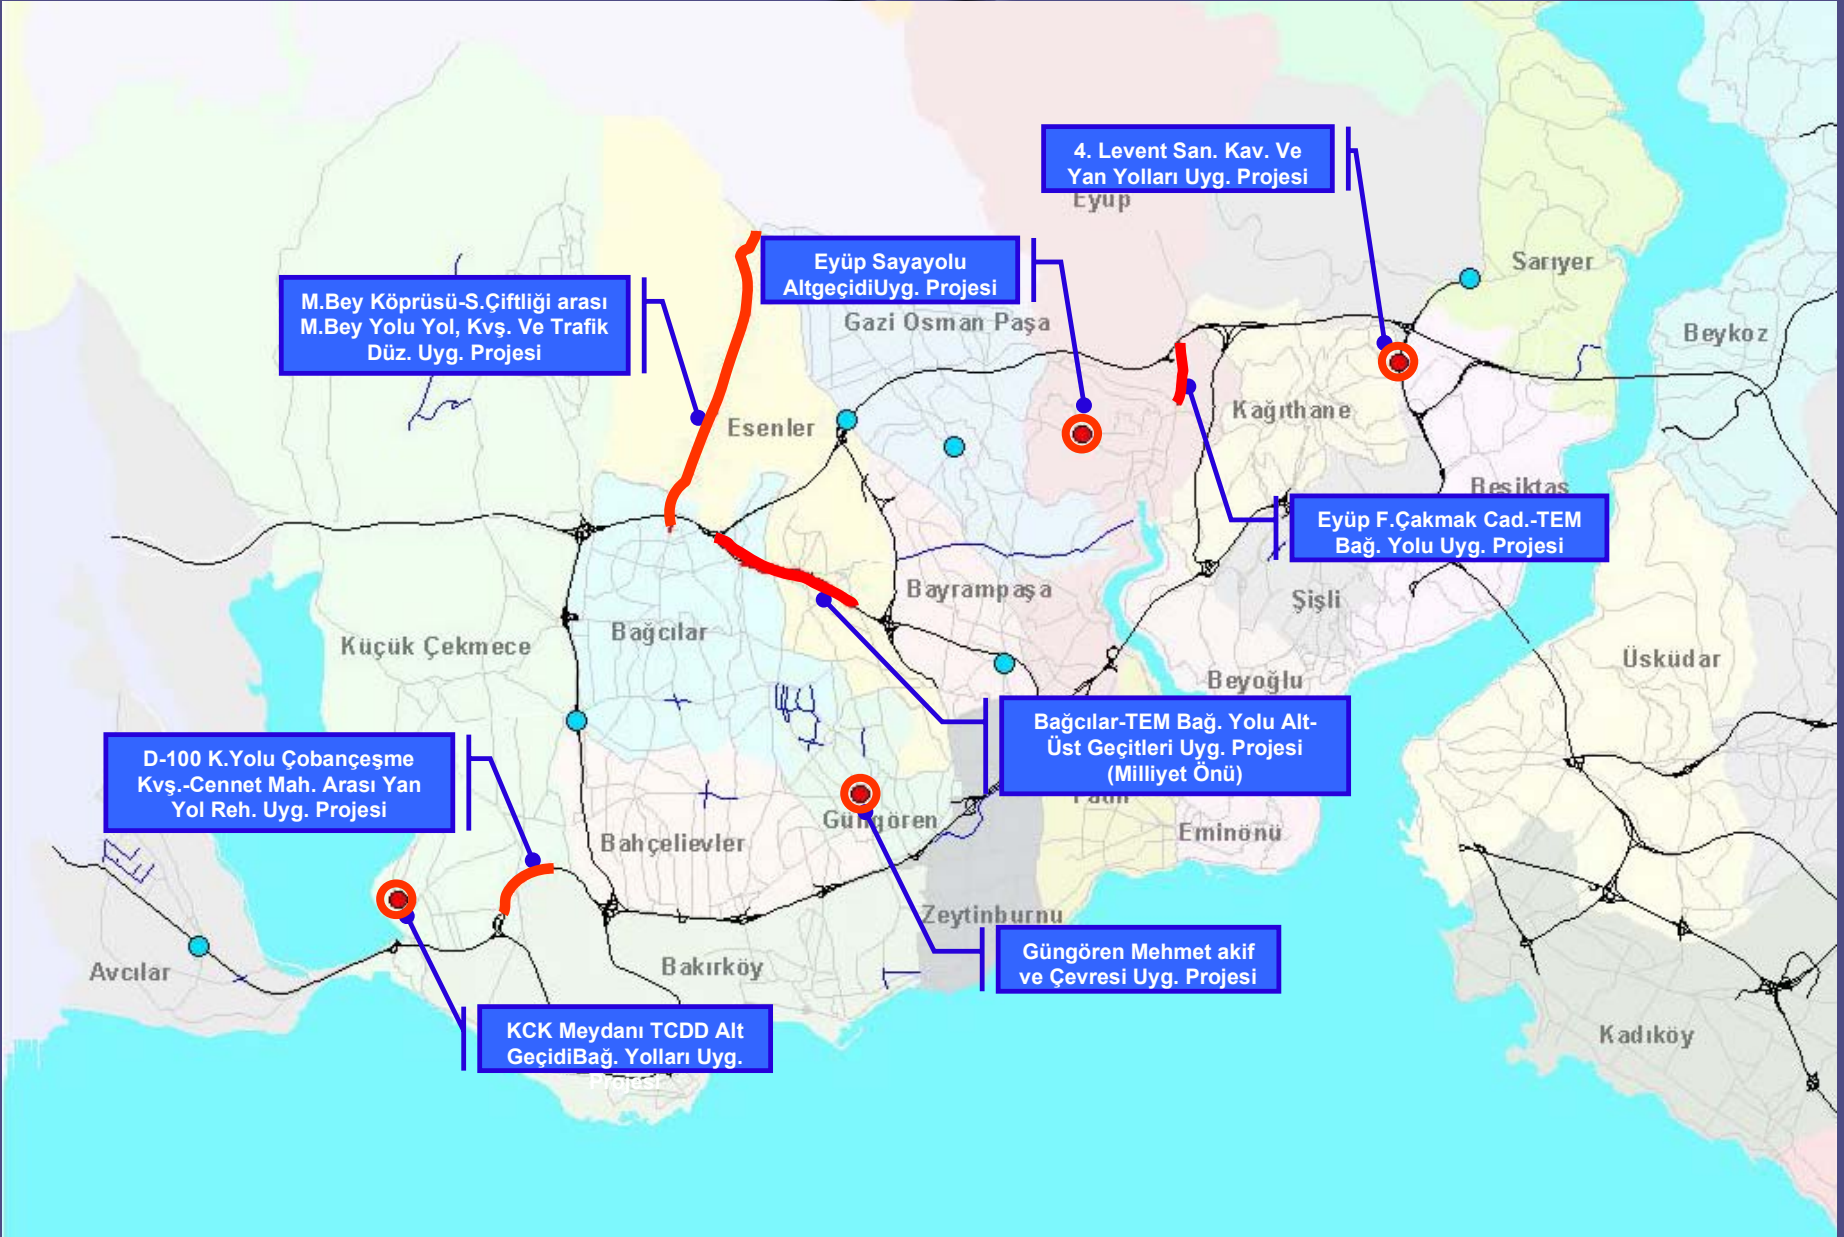 4. Levent San. Kav. Ve
Yan Yolları Uyg. Projesi
Eyüp
Sarıyer
Eyüp Sayayolu
AltgeçidiUyg. Projesi
M.Bey Köprüsü-S.Çiftliği arası
M.Bey Yolu Yol, Kvş. Ve Trafik
Düz. Uyg. Projesi
Gazi Osman Paşa
Beykoz
Esenler
Kağıthane
Beşiktaş
Eyüp F.Çakmak Cad.-TEM
Bağ. Yolu Uyg. Projesi
Bayrampaşa
Şişli
Küçük Çekmece
Bağcılar
Üsküdar
Beyoğlu
Bağcılar-TEM Bağ. Yolu Alt-
Üst Geçitleri Uyg. Projesi
(Milliyet Önü)
D-100 K.Yolu Çobançeşme
Kvş.-Cennet Mah. Arası Yan
Yol Reh. Uyg. Projesi
Fatih
Güngören
Eminönü
Bahçelievler
Zeytinburnu
Güngören Mehmet akif
ve Çevresi Uyg. Projesi
Avcılar
Bakırköy
KCK Meydanı TCDD Alt
GeçidiBağ. Yolları Uyg.
Projesi
Kadıköy